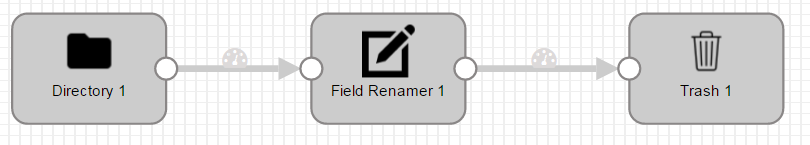 Directory 1
Field Renamer 1
Trash 1